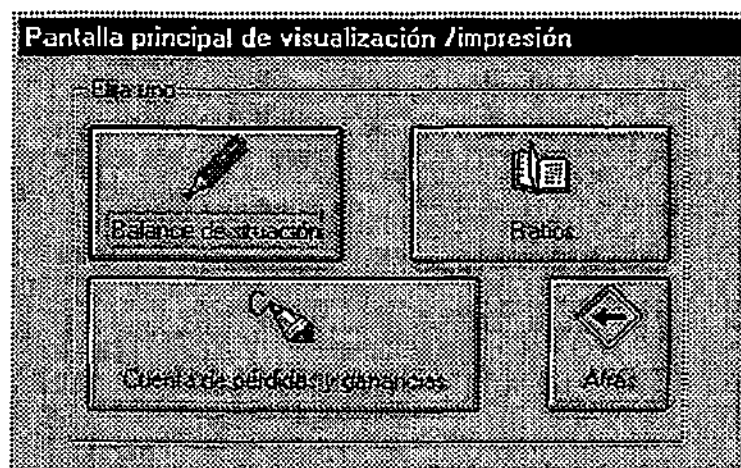 Pantalla principal de visualización /impresión
Elija uno
Balance de situación
Ratios
Cuenta de pérdidas y ganancias
Atrás